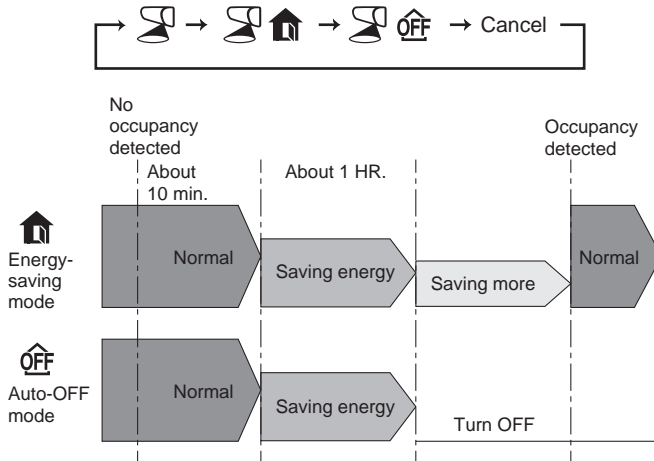 OFF
Cancel
No
occupancy
detected
Occupancy
detected
About
10 min.
About 1 HR.
Energy-
saving
mode
Normal
Saving energy
Saving more
Normal
OFF
Auto-OFF
mode
Normal
Saving energy
Turn OFF